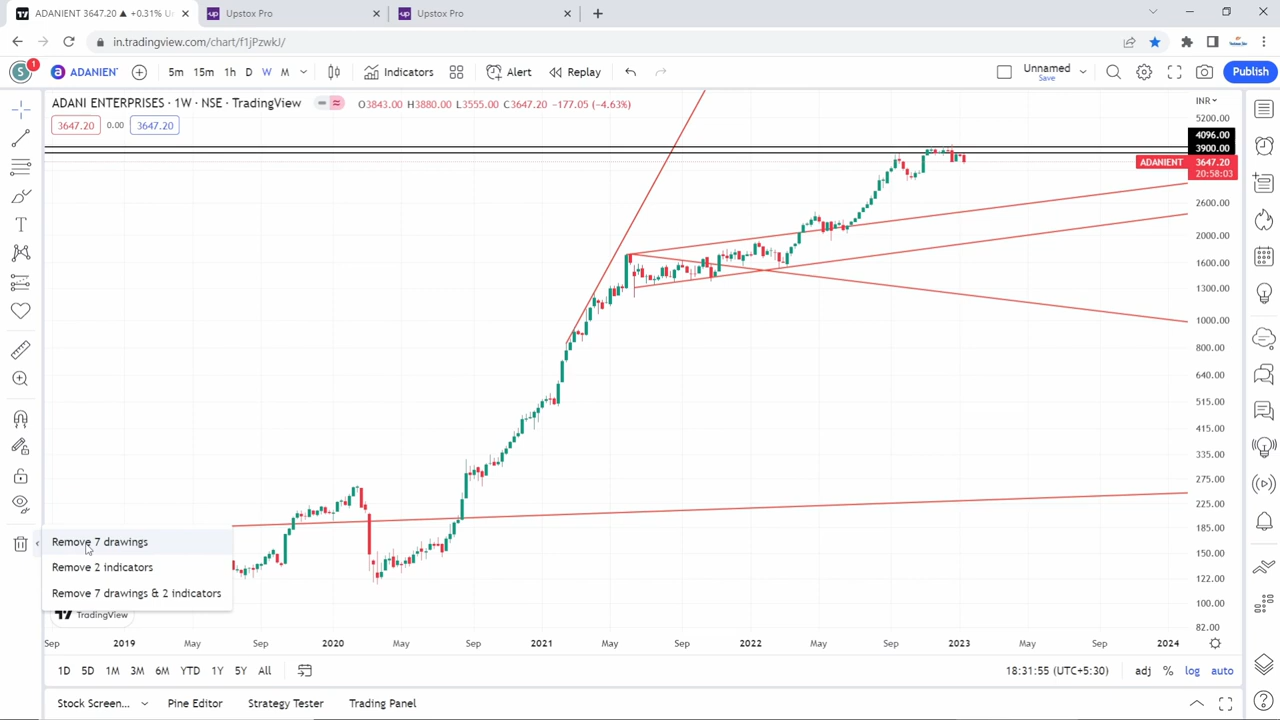 ADANIENT 3647.20 ▲ +0.31% Un
Upstox Pro
Upstox Pro
in.tradingview.com/chart/f1jPzwkJ/
S
1
a
ADANIENT
5m
15m
1h
D
W
M
Indicators
Alert
Replay
Unnamed
Save
Publish
ADANI ENTERPRISES · 1W · NSE · TradingView
O3843.00 H3880.00 L3555.00 C3647.20 −177.05 (−4.63%)
3647.20
0.00
3647.20
INR
5200.00
4096.00
3900.00
ADANIENT 3647.20
20:58:03
2600.00
2000.00
1600.00
1300.00
1000.00
800.00
640.00
515.00
415.00
335.00
275.00
225.00
185.00
150.00
122.00
100.00
82.00
Remove 7 drawings
Remove 2 indicators
Remove 7 drawings & 2 indicators
TradingView
Sep
2019
May
Sep
2020
May
Sep
2021
May
Sep
2022
May
Sep
2023
May
Sep
2024
1D
5D
1M
3M
6M
YTD
1Y
5Y
All
18:31:55 (UTC+5:30)
adj
%
log
auto
Stock Screen...
Pine Editor
Strategy Tester
Trading Panel